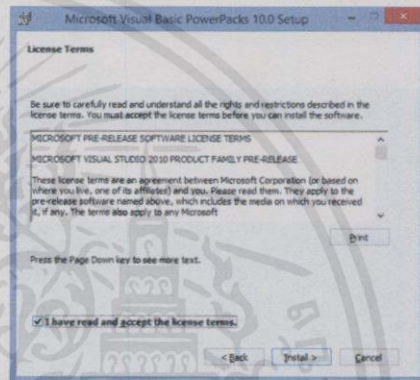 Microsoft Visual Basic PowerPacks 10.0 Setup
License Terms
Be sure to carefully read and understand all the rights and restrictions described in the
license terms. You must accept the license terms before you can install the software.
MICROSOFT PRE-RELEASE SOFTWARE LICENSE TERMS
MICROSOFT VISUAL STUDIO 2010 PRODUCT FAMILY PRE-RELEASE
These license terms are an agreement between Microsoft Corporation (or based on
where you live, one of its affiliates) and you. Please read them. They apply to the
pre-release software named above, which includes the media on which you received
it, if any. The terms also apply to any Microsoft
Print
Press the Page Down key to see more text.
I have read and accept the license terms.
< Back Install > Cancel